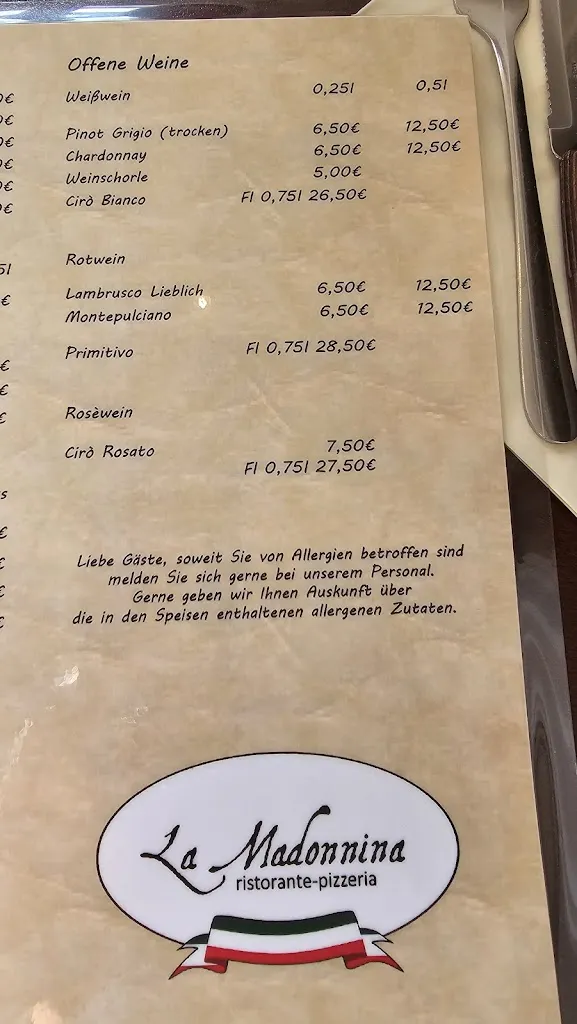 Offene Weine
Weißwein 0,25l 0,5l
Pinot Grigio (trocken) 6,50€ 12,50€
Chardonnay 6,50€ 12,50€
Weinschorle 5,00€
Cirò Bianco Fl 0,75l 26,50€
Rotwein
Lambrusco Lieblich 6,50€ 12,50€
Montepulciano 6,50€ 12,50€
Primitivo Fl 0,75l 28,50€
Rosèwein
Cirò Rosato 7,50€
Fl 0,75l 27,50€
Liebe Gäste, soweit Sie von Allergien betroffen sind
melden Sie sich gerne bei unserem Personal.
Gerne geben wir Ihnen Auskunft über
die in den Speisen enthaltenen allergenen Zutaten.
La Madonnina
ristorante-pizzeria